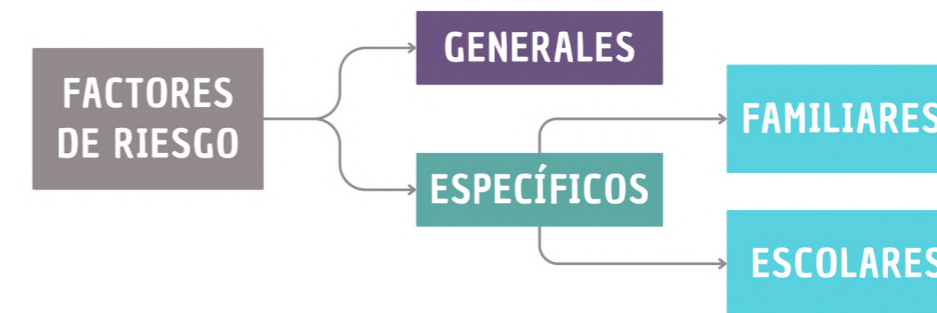 FACTORES
DE RIESGO
GENERALES
ESPECÍFICOS
FAMILIARES
ESCOLARES